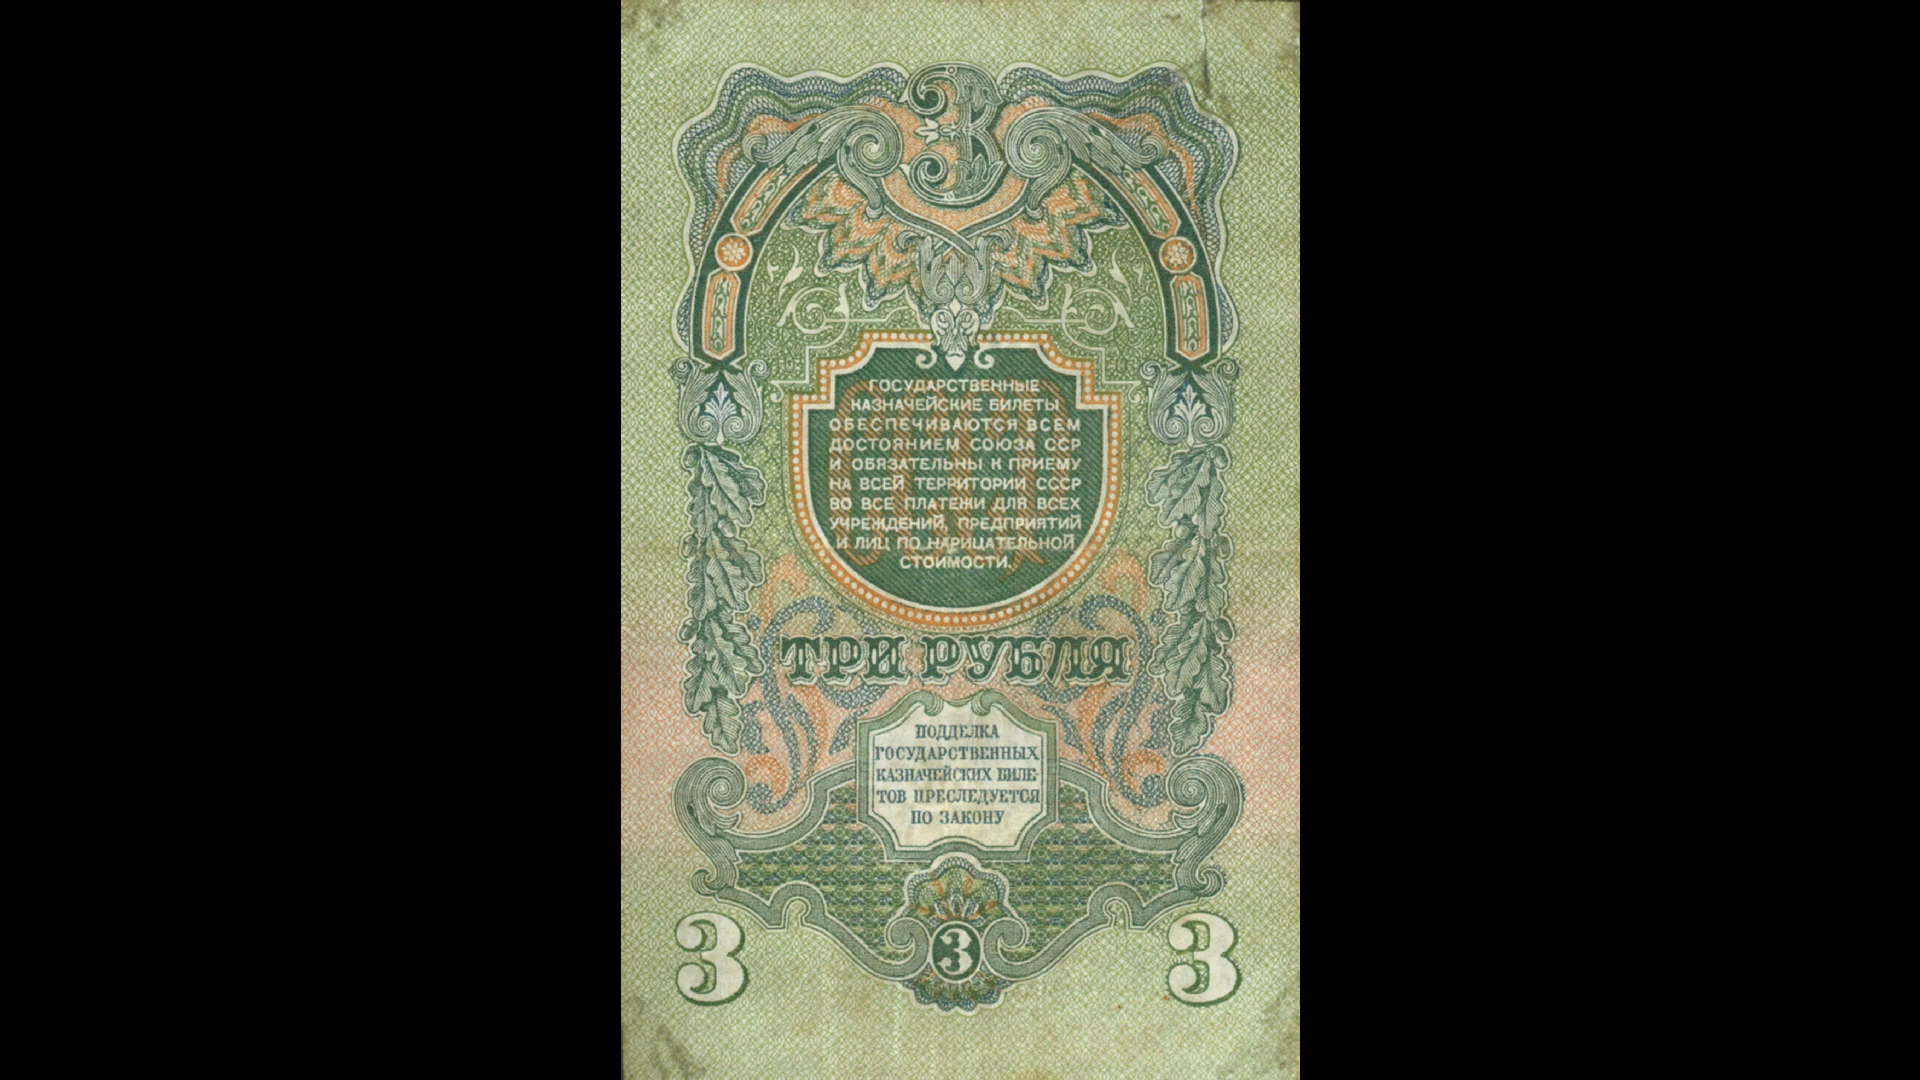 3
ГОСУДАРСТВЕННЫЕ
КАЗНАЧЕЙСКИЕ БИЛЕТЫ
ОБЕСПЕЧИВАЮТСЯ ВСЕМ
ДОСТОЯНИЕМ СОЮЗА ССР
И ОБЯЗАТЕЛЬНЫ К ПРИЕМУ
НА ВСЕЙ ТЕРРИТОРИИ СССР
ВО ВСЕ ПЛАТЕЖИ ДЛЯ ВСЕХ
УЧРЕЖДЕНИЙ, ПРЕДПРИЯТИЙ
И ЛИЦ ПО НАРИЦАТЕЛЬНОЙ
СТОИМОСТИ.
ТРИ РУБЛЯ
ПОДДЕЛКА
ГОСУДАРСТВЕННЫХ
КАЗНАЧЕЙСКИХ БИЛЕ-
ТОВ ПРЕСЛЕДУЕТСЯ
ПО ЗАКОНУ
3 3 3